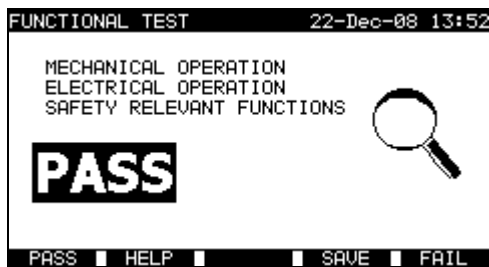 FUNCTIONAL TEST 22-Dec-08 13:52
MECHANICAL OPERATION
ELECTRICAL OPERATION
SAFETY RELEVANT FUNCTIONS
PASS
PASS HELP SAVE FAIL